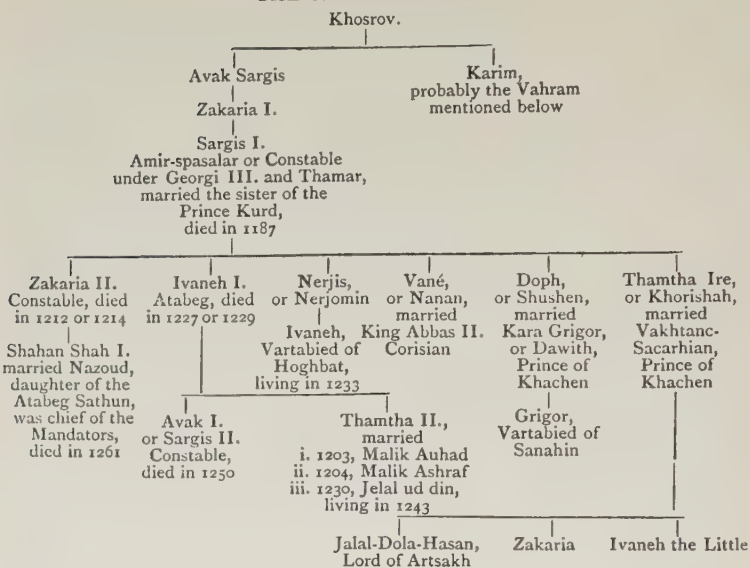 Khosrov.
Avak Sargis
Karim,
probably the Vahram
mentioned below
Zakaria I.
Sargis I.
Amir-spasalar or Constable
under Georgi III. and Thamar,
married the sister of the
Prince Kurd,
died in 1187
Zakaria II.
Constable, died
in 1212 or 1214
Shahan Shah I.
married Nazoud,
daughter of the
Atabeg Sathun,
was chief of the
Mandators,
died in 1261
Ivaneh I.
Atabeg, died
in 1227 or 1229
Nerjis,
or Nerjomin
Ivaneh,
Vartabied of
Hoghbat,
living in 1233
Vané,
or Nanan,
married
King Abbas II.
Corisian
Doph,
or Shushen,
married
Kara Grigor,
or Dawith,
Prince of
Khachen
Grigor,
Vartabied of
Sanahin
Thamtha Ire,
or Khorishah,
married
Vakhtanc-
Sacarhian,
Prince of
Khachen
Avak I.
or Sargis II.
Constable,
died in 1250
Thamtha II.,
married
i. 1203, Malik Auhad
ii. 1204, Malik Ashraf
iii. 1230, Jelal ud din,
living in 1243
Jalal-Dola-Hasan,
Lord of Artsakh
Zakaria
Ivaneh the Little